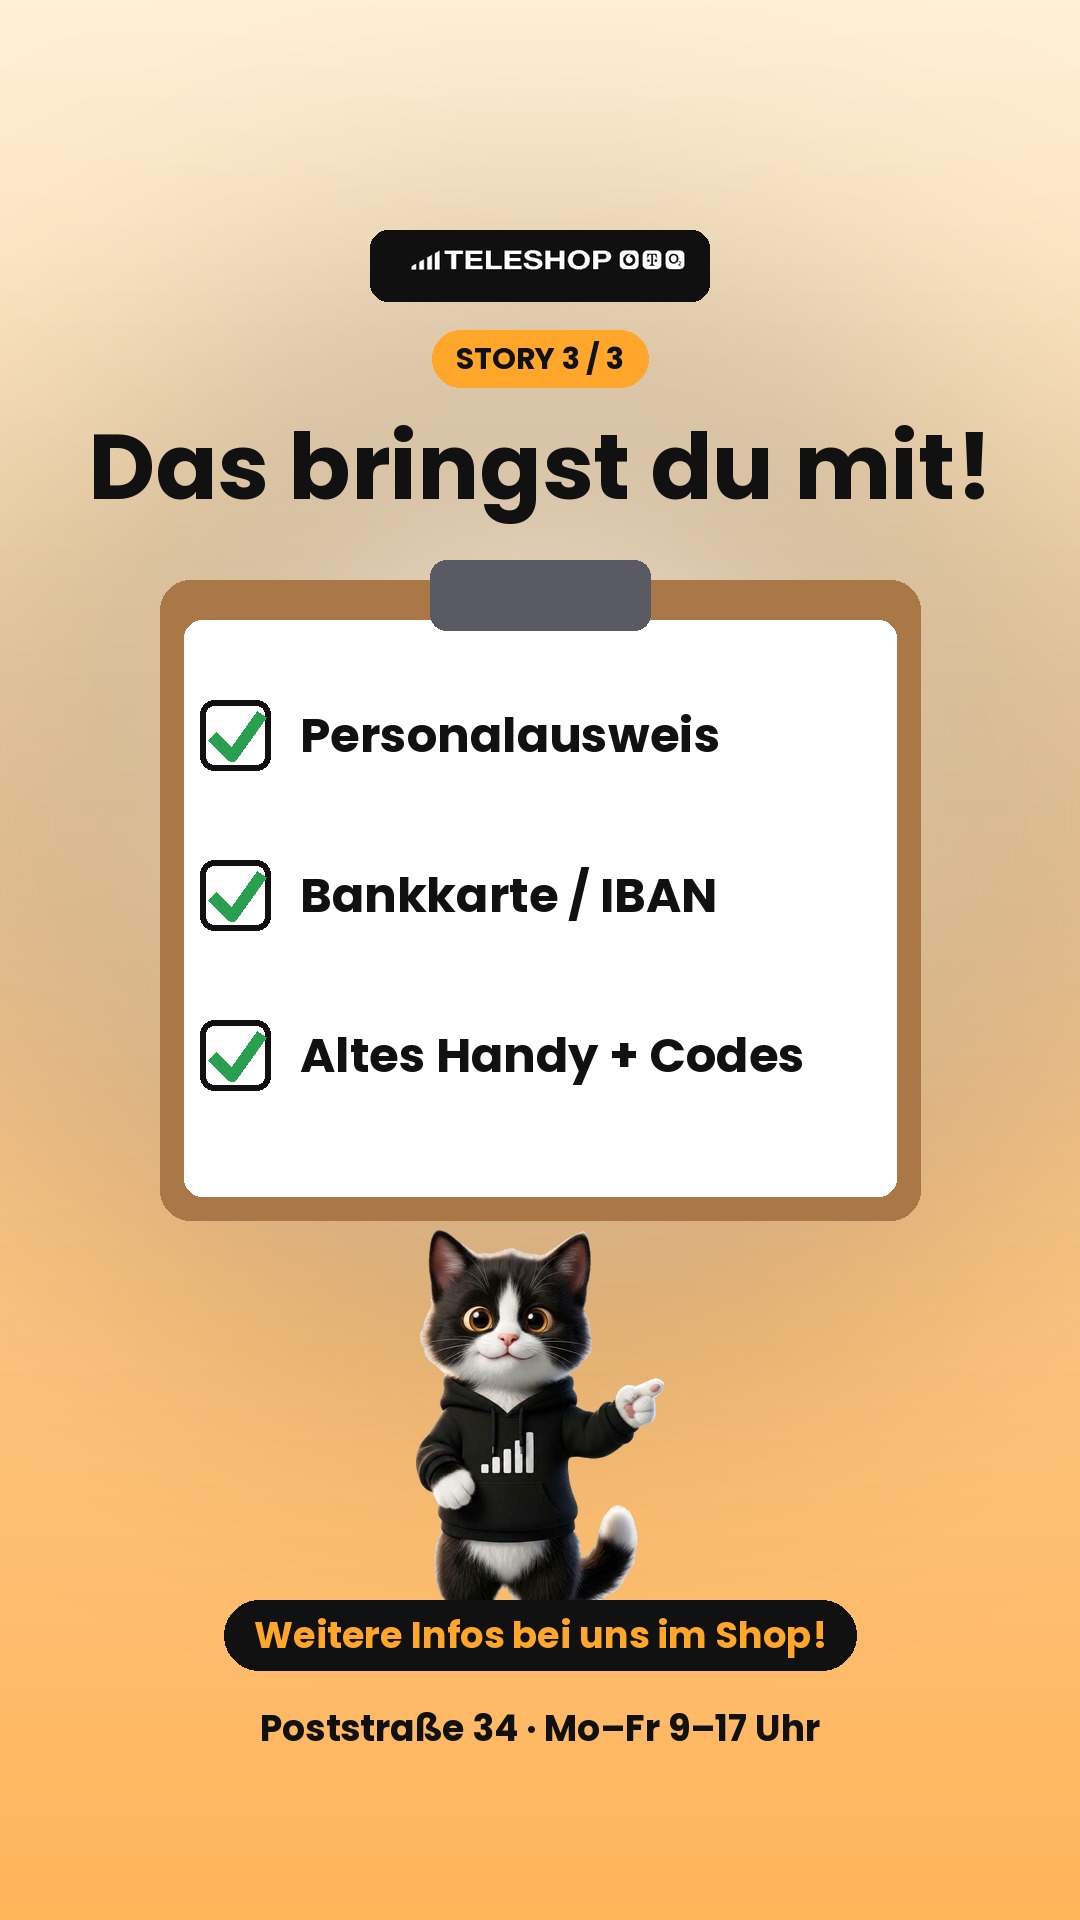 TELESHOP
STORY 3 / 3
Das bringst du mit!
Personalausweis
Bankkarte / IBAN
Altes Handy + Codes
Weitere Infos bei uns im Shop!
Poststraße 34 · Mo–Fr 9–17 Uhr